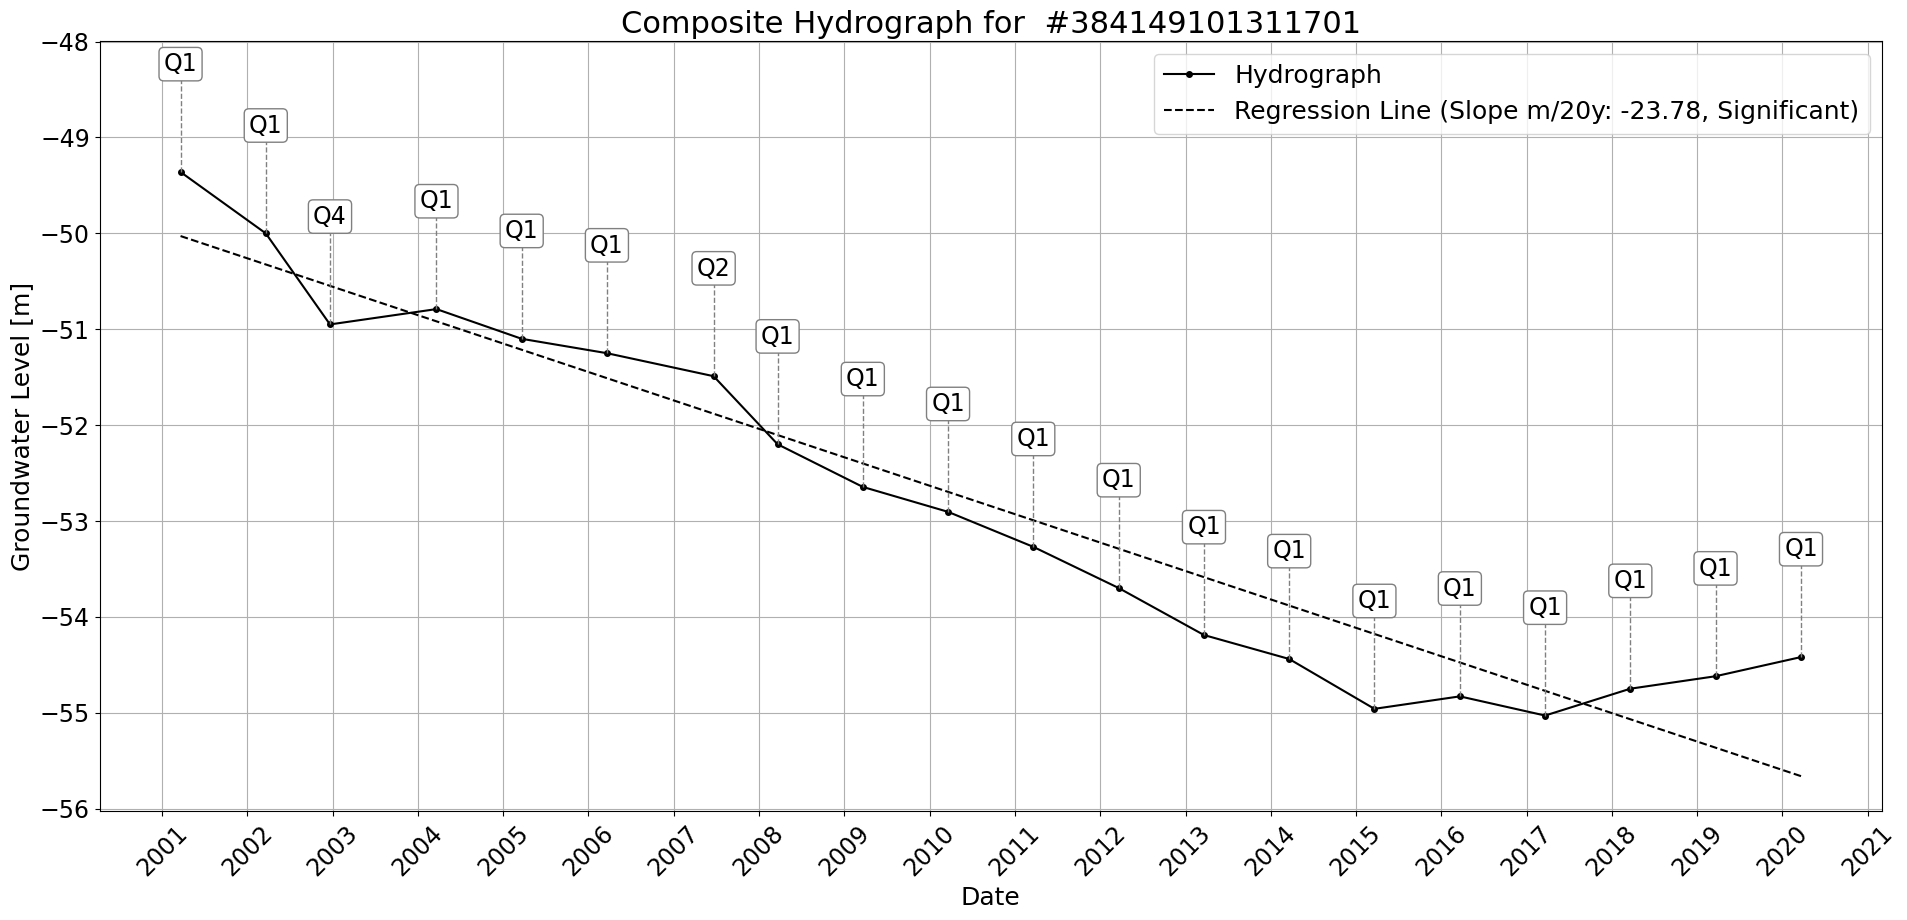 Composite Hydrograph for  #384149101311701
Hydrograph
Regression Line (Slope m/20y: -23.78, Significant)
Groundwater Level [m]
−48
−49
−50
−51
−52
−53
−54
−55
−56
Q1
Q1
Q4
Q1
Q1
Q1
Q2
Q1
Q1
Q1
Q1
Q1
Q1
Q1
Q1
Q1
Q1
Q1
Q1
Q1
2001
2002
2003
2004
2005
2006
2007
2008
2009
2010
2011
2012
2013
2014
2015
2016
2017
2018
2019
2020
2021
Date